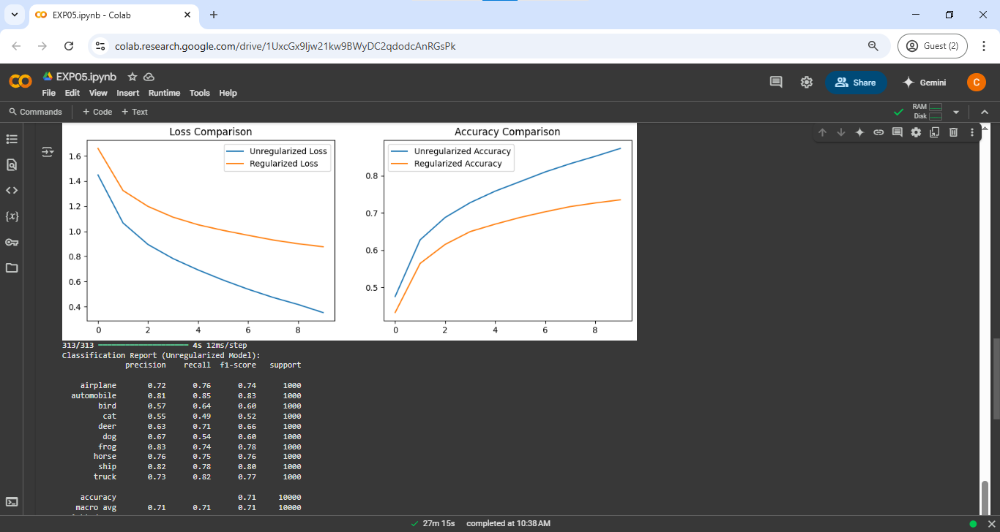 EXP05.ipynb - Colab
colab.research.google.com/drive/1UxcGx9Ijw21kw9BWyDC2qdodcAnRGsPk
Guest (2)
EXP05.ipynb
File Edit View Insert Runtime Tools Help
Share
Gemini
C
Commands
+ Code + Text
RAM
Disk
Loss Comparison
Unregularized Loss
Regularized Loss
1.6
1.4
1.2
1.0
0.8
0.6
0.4
0 2 4 6 8
Accuracy Comparison
Unregularized Accuracy
Regularized Accuracy
0.8
0.7
0.6
0.5
0 2 4 6 8
313/313 4s 12ms/step
Classification Report (Unregularized Model):
precision recall f1-score support
airplane 0.72 0.76 0.74 1000
automobile 0.81 0.85 0.83 1000
bird 0.57 0.64 0.60 1000
cat 0.55 0.49 0.52 1000
deer 0.63 0.71 0.66 1000
dog 0.67 0.54 0.60 1000
frog 0.83 0.74 0.78 1000
horse 0.76 0.75 0.76 1000
ship 0.82 0.78 0.80 1000
truck 0.73 0.82 0.77 1000
accuracy 0.71 10000
macro avg 0.71 0.71 0.71 10000
27m 15s completed at 10:38 AM